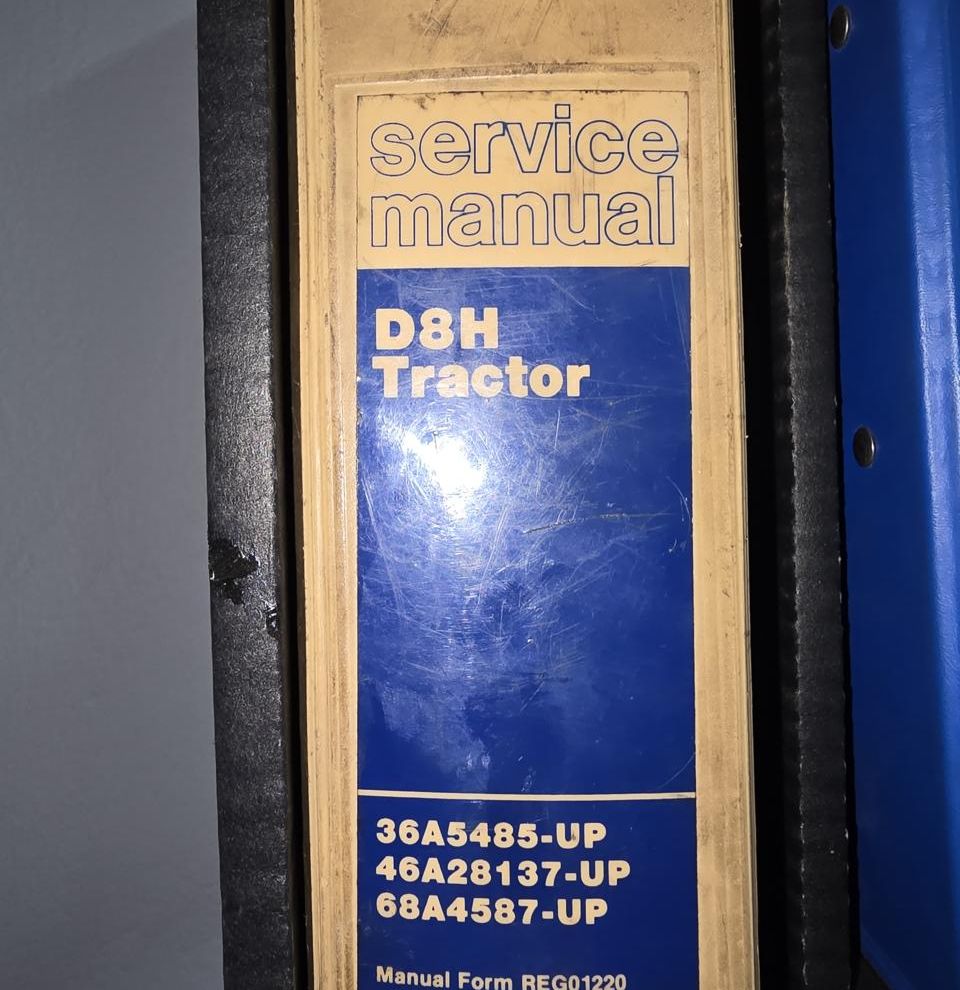 service
manual
D8H
Tractor
36A5485-UP
46A28137-UP
68A4587-UP
Manual Form REG01220